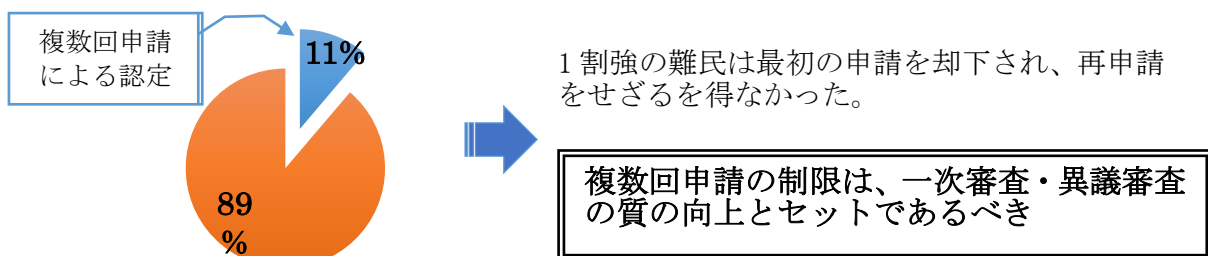 複数回申請
による認定
11%
89
%
1 割強の難民は最初の申請を却下され、再申請
をせざるを得なかった。
複数回申請の制限は、一次審査・異議審査
の質の向上とセットであるべき